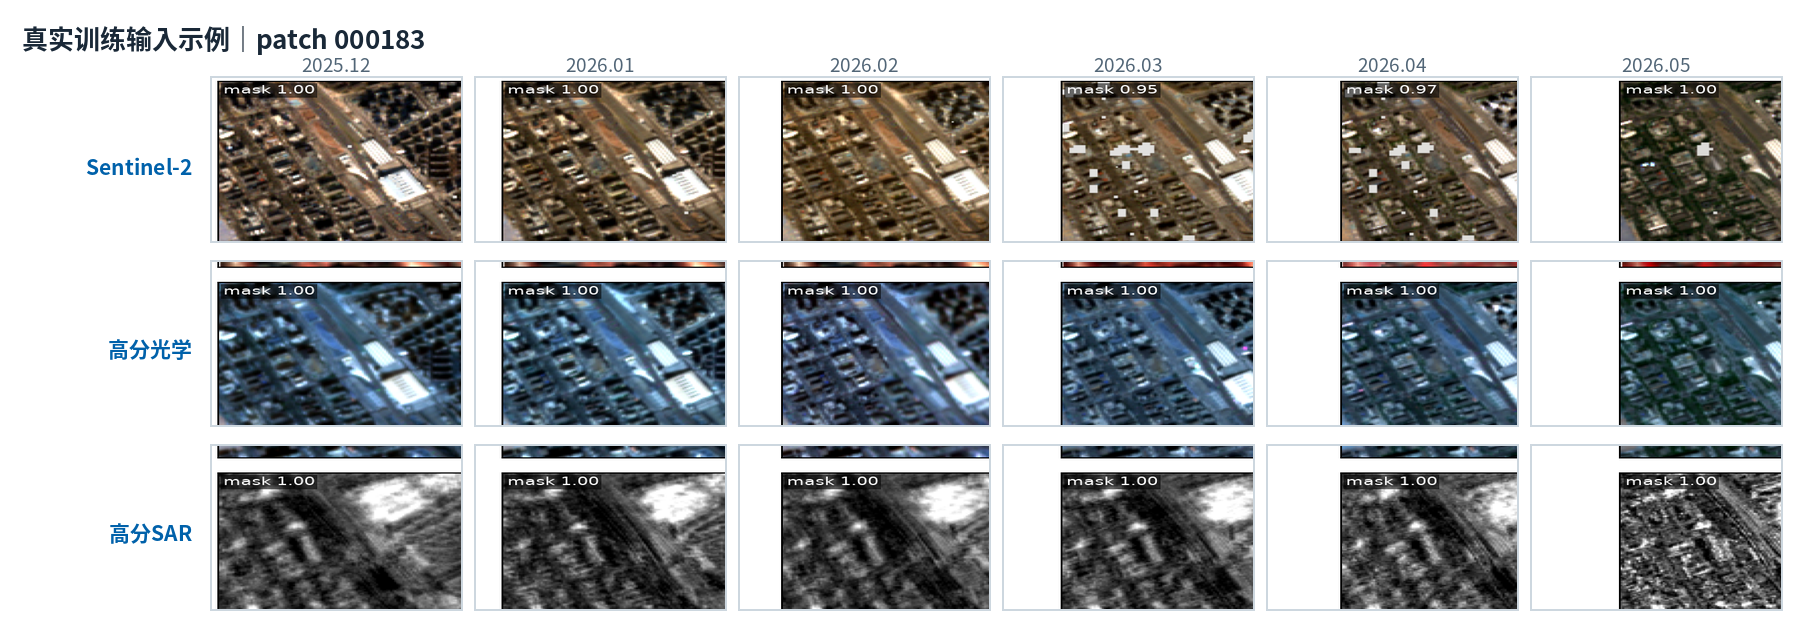 真实训练输入示例｜patch 000183
2025.12 2026.01 2026.02 2026.03 2026.04 2026.05
Sentinel-2
mask 1.00 mask 1.00 mask 1.00 mask 0.95 mask 0.97 mask 1.00
高分光学
mask 1.00 mask 1.00 mask 1.00 mask 1.00 mask 1.00 mask 1.00
高分SAR
mask 1.00 mask 1.00 mask 1.00 mask 1.00 mask 1.00 mask 1.00